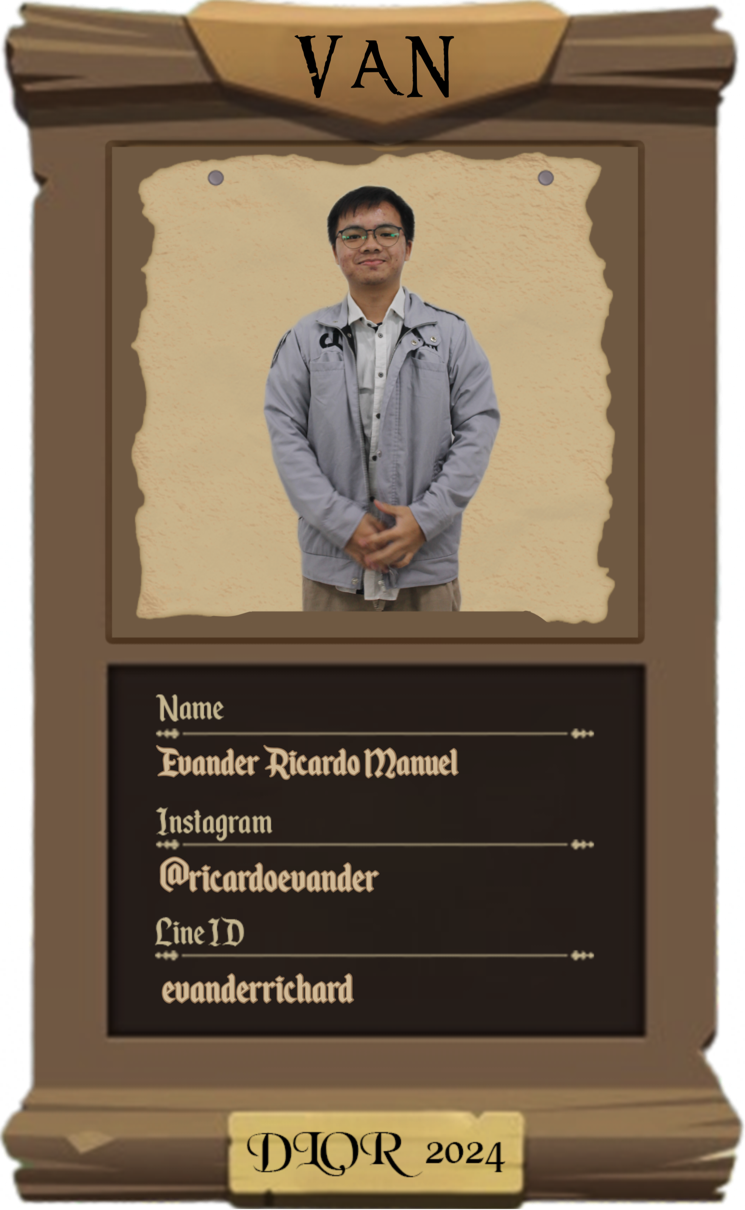 VAN
Name
Evander Ricardo Manuel
Instagram
@ricardoevander
Line ID
evanderrichard
DLOR 2024